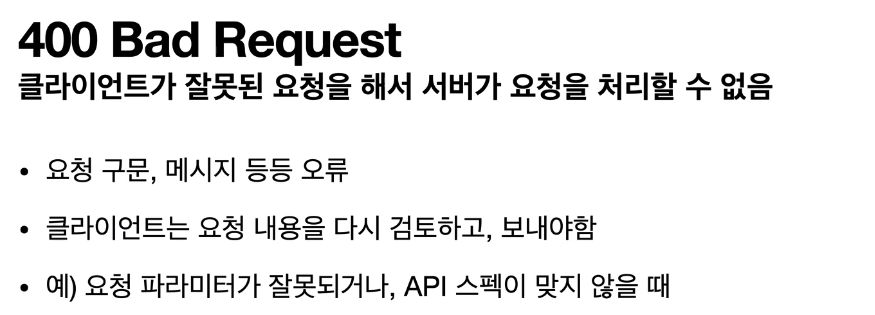 400 Bad Request
클라이언트가 잘못된 요청을 해서 서버가 요청을 처리할 수 없음
• 요청 구문, 메시지 등등 오류
• 클라이언트는 요청 내용을 다시 검토하고, 보내야함
• 예) 요청 파라미터가 잘못되거나, API 스펙이 맞지 않을 때